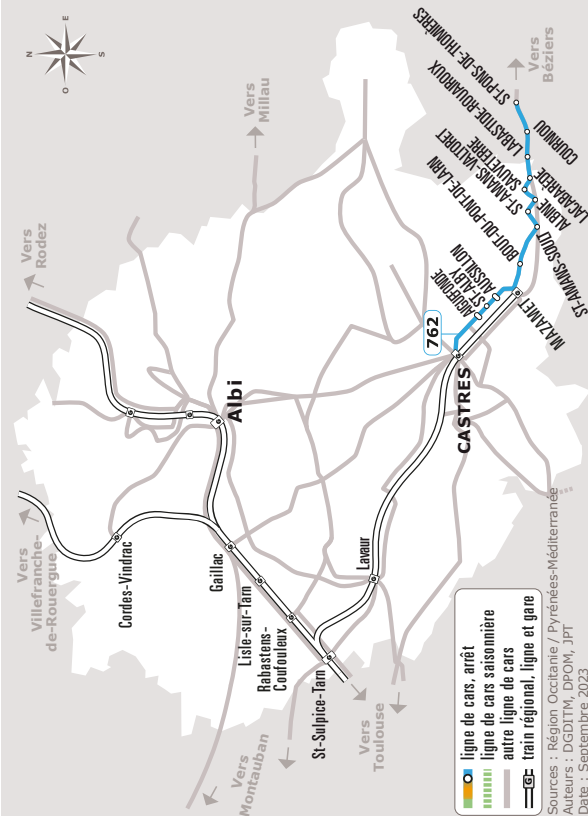 N
E
S
O
Vers
Rodez
Vers
Millau
Vers
Béziers
Vers
Villefranche-
de-Rouergue
Vers
Montauban
Vers
Toulouse
Cordes-Vindrac
Albi
Gaillac
Lisle-sur-Tarn
Rabastens-
Coufouleux
St-Sulpice-Tarn
Lavaur
762
CASTRES
AIGUEFONDE
ST-ALBY
AUSSILLON
MAZAMET
BOUT-DU-PONT-DE-LARN
ST-AMANS-SOULT
ST-AMANS-VALTORET
ALBINE
SAUVETERRE
LACABARÈDE
LABASTIDE-ROUAIROUX
COURNIOU
ST-PONS-DE-THOMIÈRES
ligne de cars, arrêt
ligne de cars saisonnière
autre ligne de cars
G
train régional, ligne et gare
Sources : Région Occitanie / Pyrénées-Méditerranée
Auteurs : DGDITM, DPOM, JPT
Date : Septembre 2023